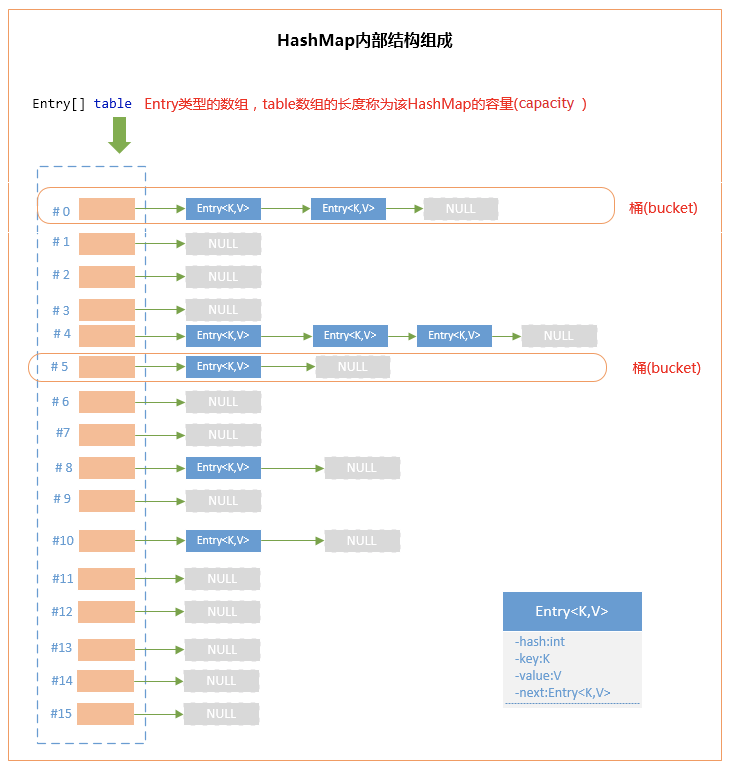 HashMap内部结构组成
Entry[] table Entry类型的数组，table数组的长度称为该HashMap的容量(capacity ）
# 0 Entry<K,V> Entry<K,V> NULL 桶(bucket)
# 1 NULL
# 2 NULL
# 3 NULL
# 4 Entry<K,V> Entry<K,V> Entry<K,V> NULL
# 5 Entry<K,V> NULL 桶(bucket)
# 6 NULL
#7 NULL
# 8 Entry<K,V> NULL
# 9 NULL
#10 Entry<K,V> NULL
#11 NULL
#12 NULL
#13 NULL
#14 NULL
#15 NULL
Entry<K,V>
-hash:int
-key:K
-value:V
-next:Entry<K,V>